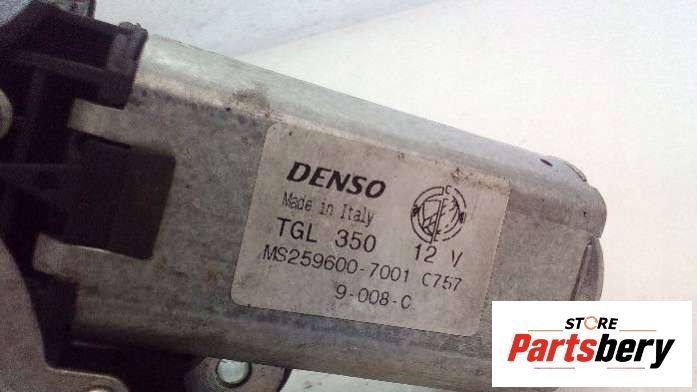 DENSO
Made in Italy
TGL 350 12 V
MS259600-7001 C757
9-008-C
STORE
Partsbery